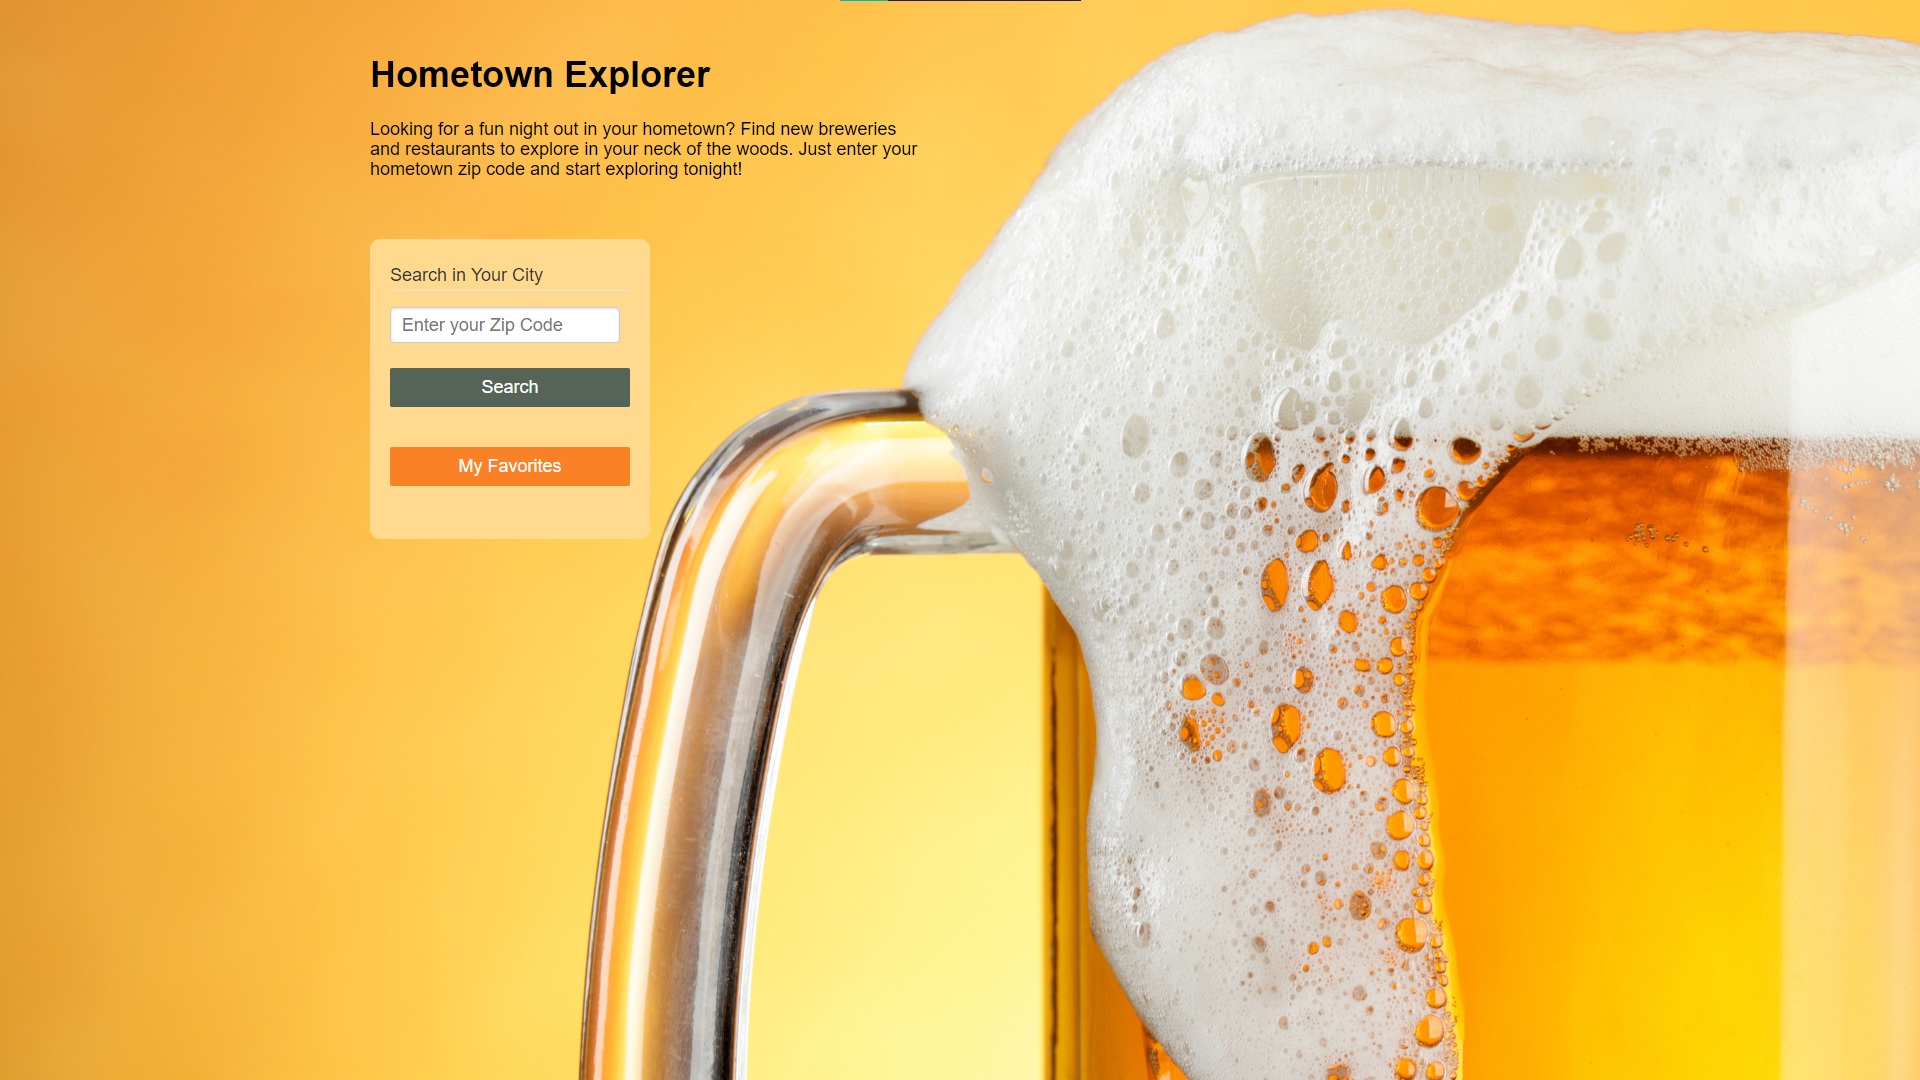 Hometown Explorer
Looking for a fun night out in your hometown? Find new breweries
and restaurants to explore in your neck of the woods. Just enter your
hometown zip code and start exploring tonight!
Search in Your City
Enter your Zip Code
Search
My Favorites